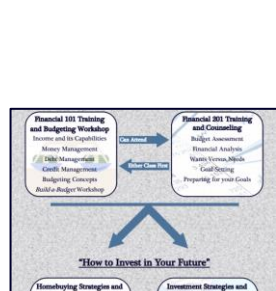 Financial 101 Training
and Budgeting Workshop
Income and its Capabilities
Money Management
Debt Management
Credit Management
Budgeting Concepts
Build-a-Budget Workshop
Can Attend
Either Class First
Financial 201 Training
and Counseling
Budget Assessment
Financial Analysis
Wants Versus Needs
Goal Setting
Preparing for your Goals
"How to Invest in Your Future"
Homebuying Strategies and
Investment Strategies and